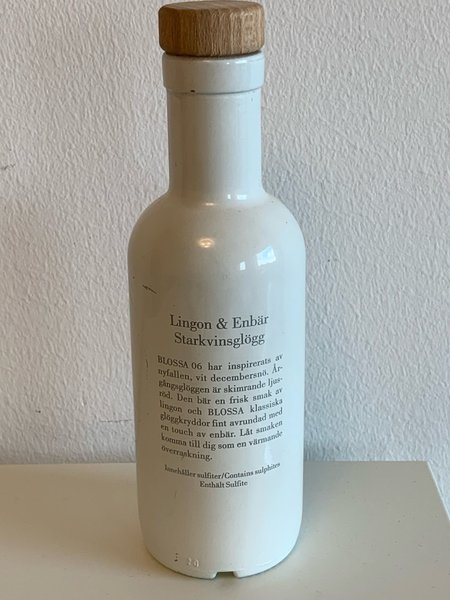 Lingon & Enbär
Starkvinsglögg
BLOSSA 06 har inspirerats av
nyfallen, vit decembersnö. År-
gångsglöggen är skimrande ljus-
röd. Den bär en frisk smak av
lingon och BLOSSA klassiska
glöggkryddor fint avrundad med
en touch av enbär. Låt smaken
komma till dig som en värmande
överraskning.
Innehåller sulfiter/Contains sulphites
Enthält Sulfite